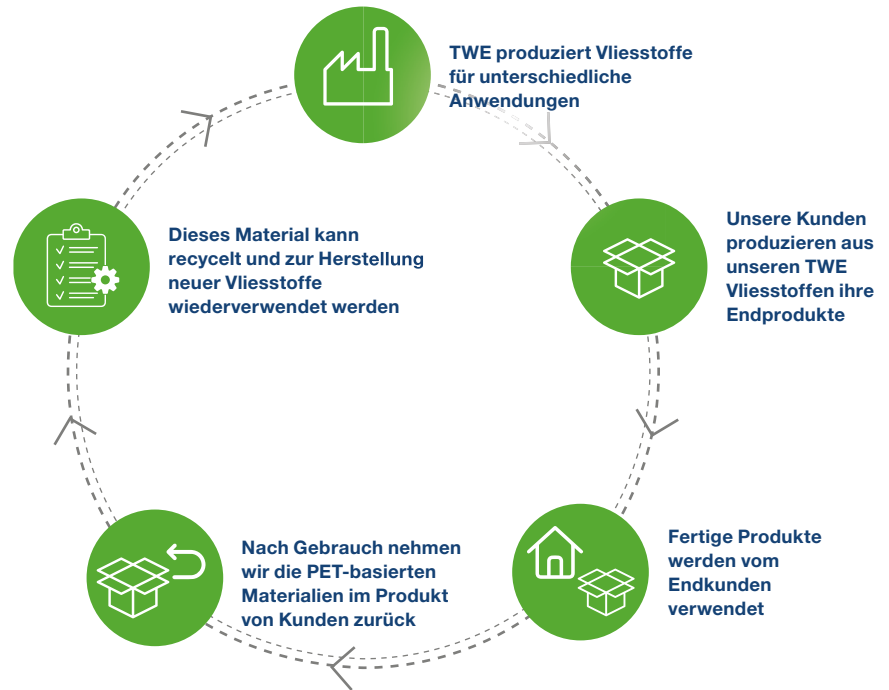 TWE produziert Vliesstoffe
für unterschiedliche
Anwendungen
Unsere Kunden
produzieren aus
unseren TWE
Vliesstoffen ihre
Endprodukte
Fertige Produkte
werden vom
Endkunden
verwendet
Nach Gebrauch nehmen
wir die PET-basierten
Materialien im Produkt
von Kunden zurück
Dieses Material kann
recycelt und zur Herstellung
neuer Vliesstoffe
wiederverwendet werden